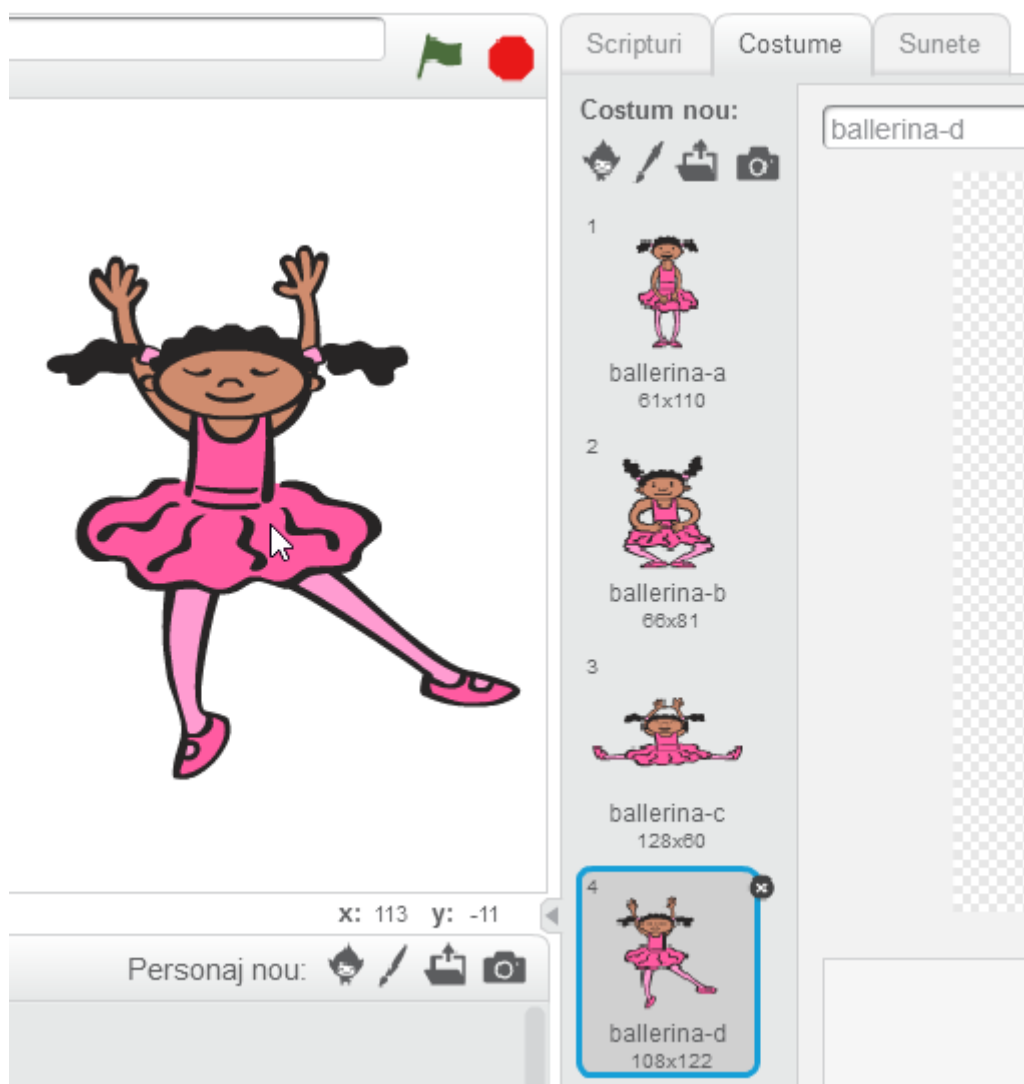 Scripturi
Costume
Sunete
Costum nou:
ballerina-d
1
ballerina-a
61x110
2
ballerina-b
66x81
3
ballerina-c
128x60
4
ballerina-d
108x122
x: 113 y: -11
Personaj nou: